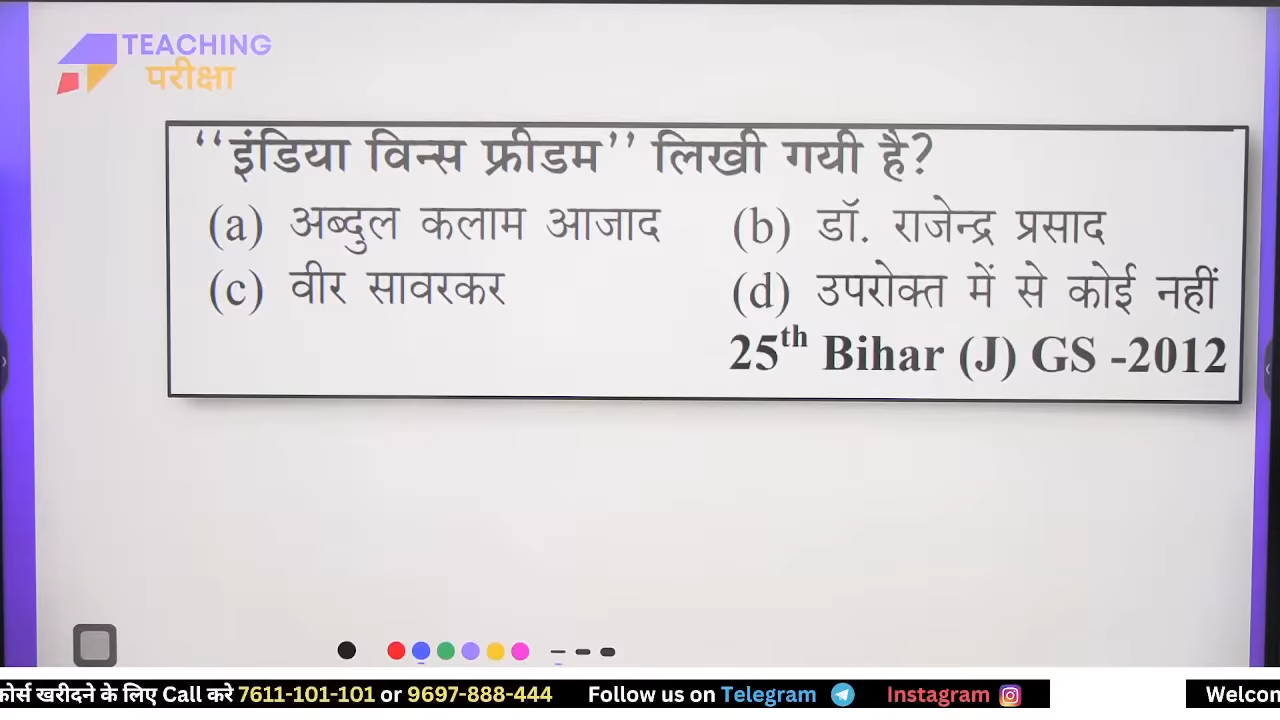 TEACHING
परीक्षा
‘‘इंडिया विन्स फ्रीडम’’ लिखी गयी है?
(a) अब्दुल कलाम आजाद (b) डॉ. राजेन्द्र प्रसाद
(c) वीर सावरकर (d) उपरोक्त में से कोई नहीं
25th Bihar (J) GS -2012
कोर्स खरीदने के लिए Call करे 7611-101-101 or 9697-888-444 Follow us on Telegram Instagram